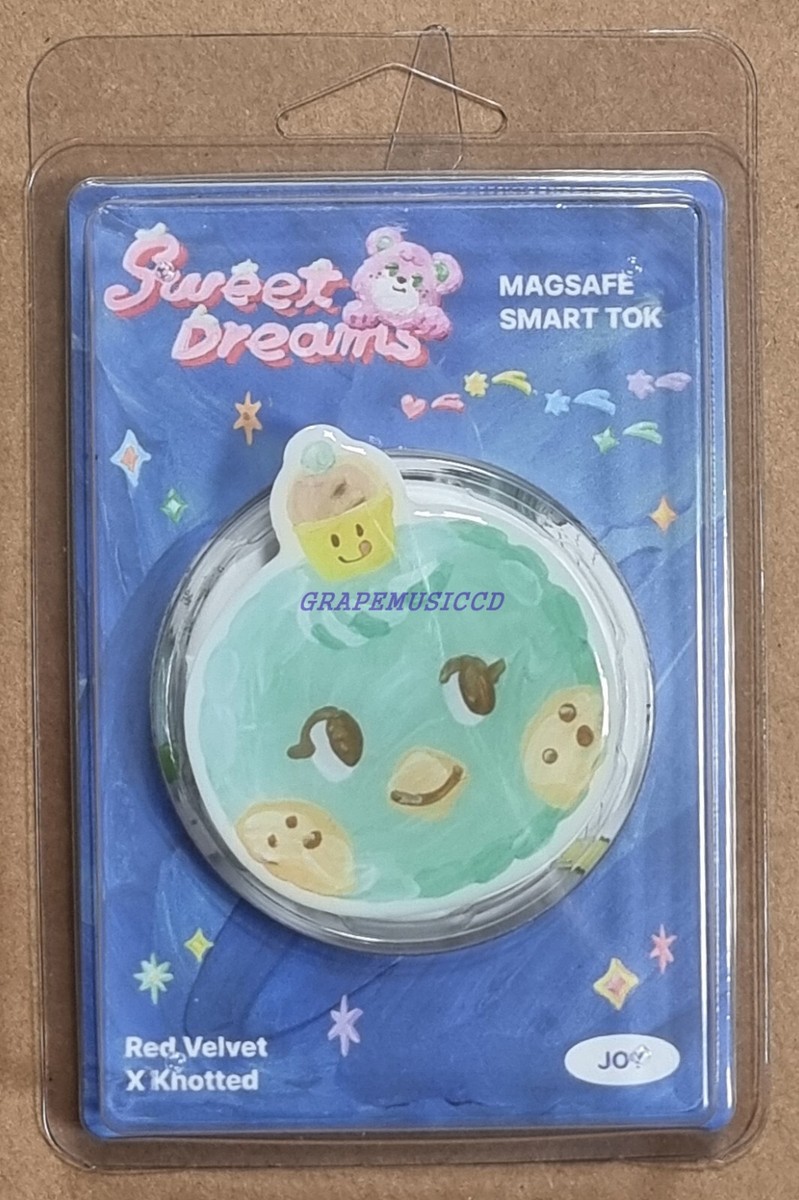 Sweet
Dreams
MAGSAFE
SMART TOK
GRAPEMUSICCD
Red Velvet
X Knotted
JOY